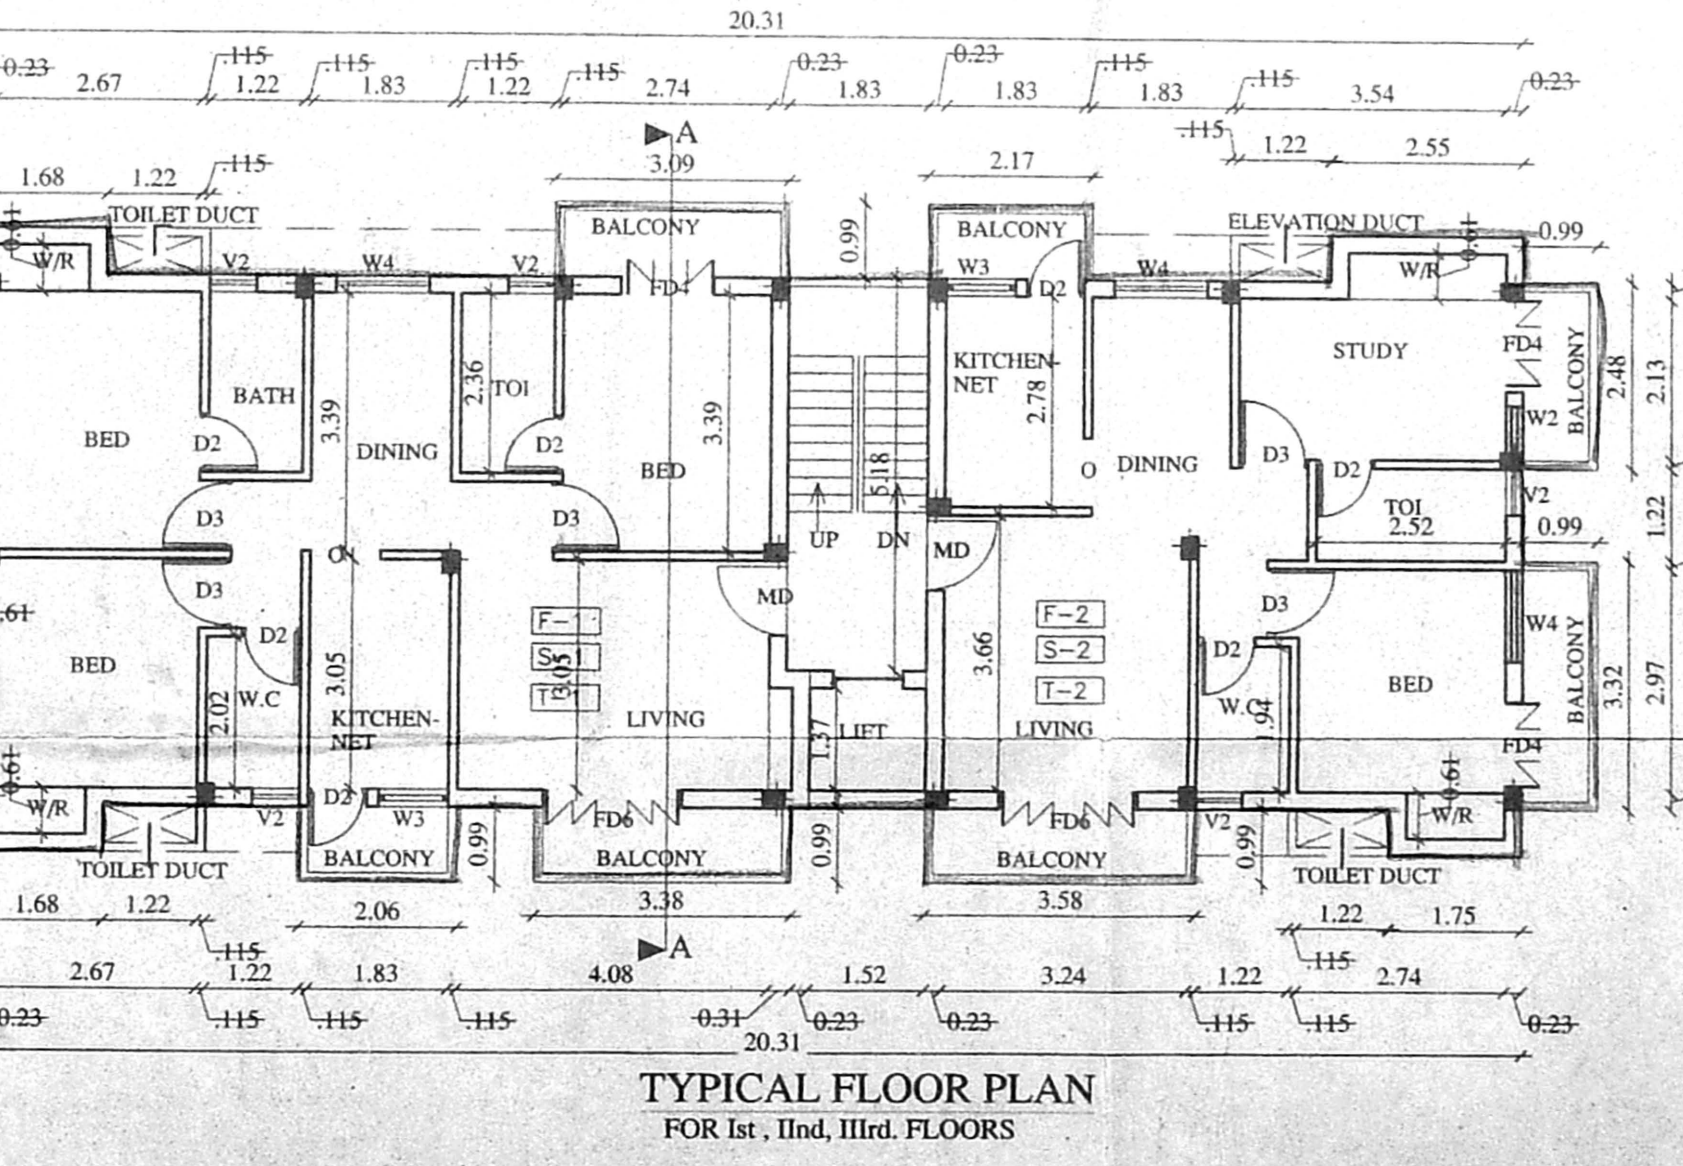 20.31
0.23 .115 .115 .115 .115 0.23 0.23 .115 .115 0.23
2.67 1.22 1.83 1.22 2.74 1.83 1.83 1.83 3.54
A
.115 1.22 2.55
1.68 1.22 .115 3.09 2.17
TOILET DUCT BALCONY 0.99 BALCONY ELEVATION DUCT 0.61 0.99
W/R V2 W4 V2 FD4 W3 D2 W4 W/R
STUDY FD4 BALCONY 2.48 2.13
KITCHEN-
NET
2.78
BATH 2.36 TOI
3.39 3.39
BED D2 DINING D2 BED 5.18 O DINING D3 D2 W2
V2
TOI
2.52 0.99 1.22
D3 O D3 UP DN MD
D3 MD D3
.61
F-1 F-2
S-1 S-2
T-1 T-2
BED D2 3.05 3.05 3.66 D2 BED W4 BALCONY 3.32 2.97
2.02 W.C W.C 1.94
KITCHEN-
NET
LIVING 1.37 LIFT LIVING FD4
0.61 0.61
W/R V2 D2 W3 FD6 FD6 V2 W/R
BALCONY 0.99 BALCONY 0.99 BALCONY 0.99
TOILET DUCT TOILET DUCT
1.68 1.22 2.06 3.38 3.58 1.22 1.75
.115 A .115
2.67 1.22 1.83 4.08 1.52 3.24 1.22 2.74
0.23 .115 .115 .115 0.31 0.23 0.23 .115 .115 0.23
20.31
TYPICAL FLOOR PLAN
FOR Ist , IInd, IIIrd. FLOORS